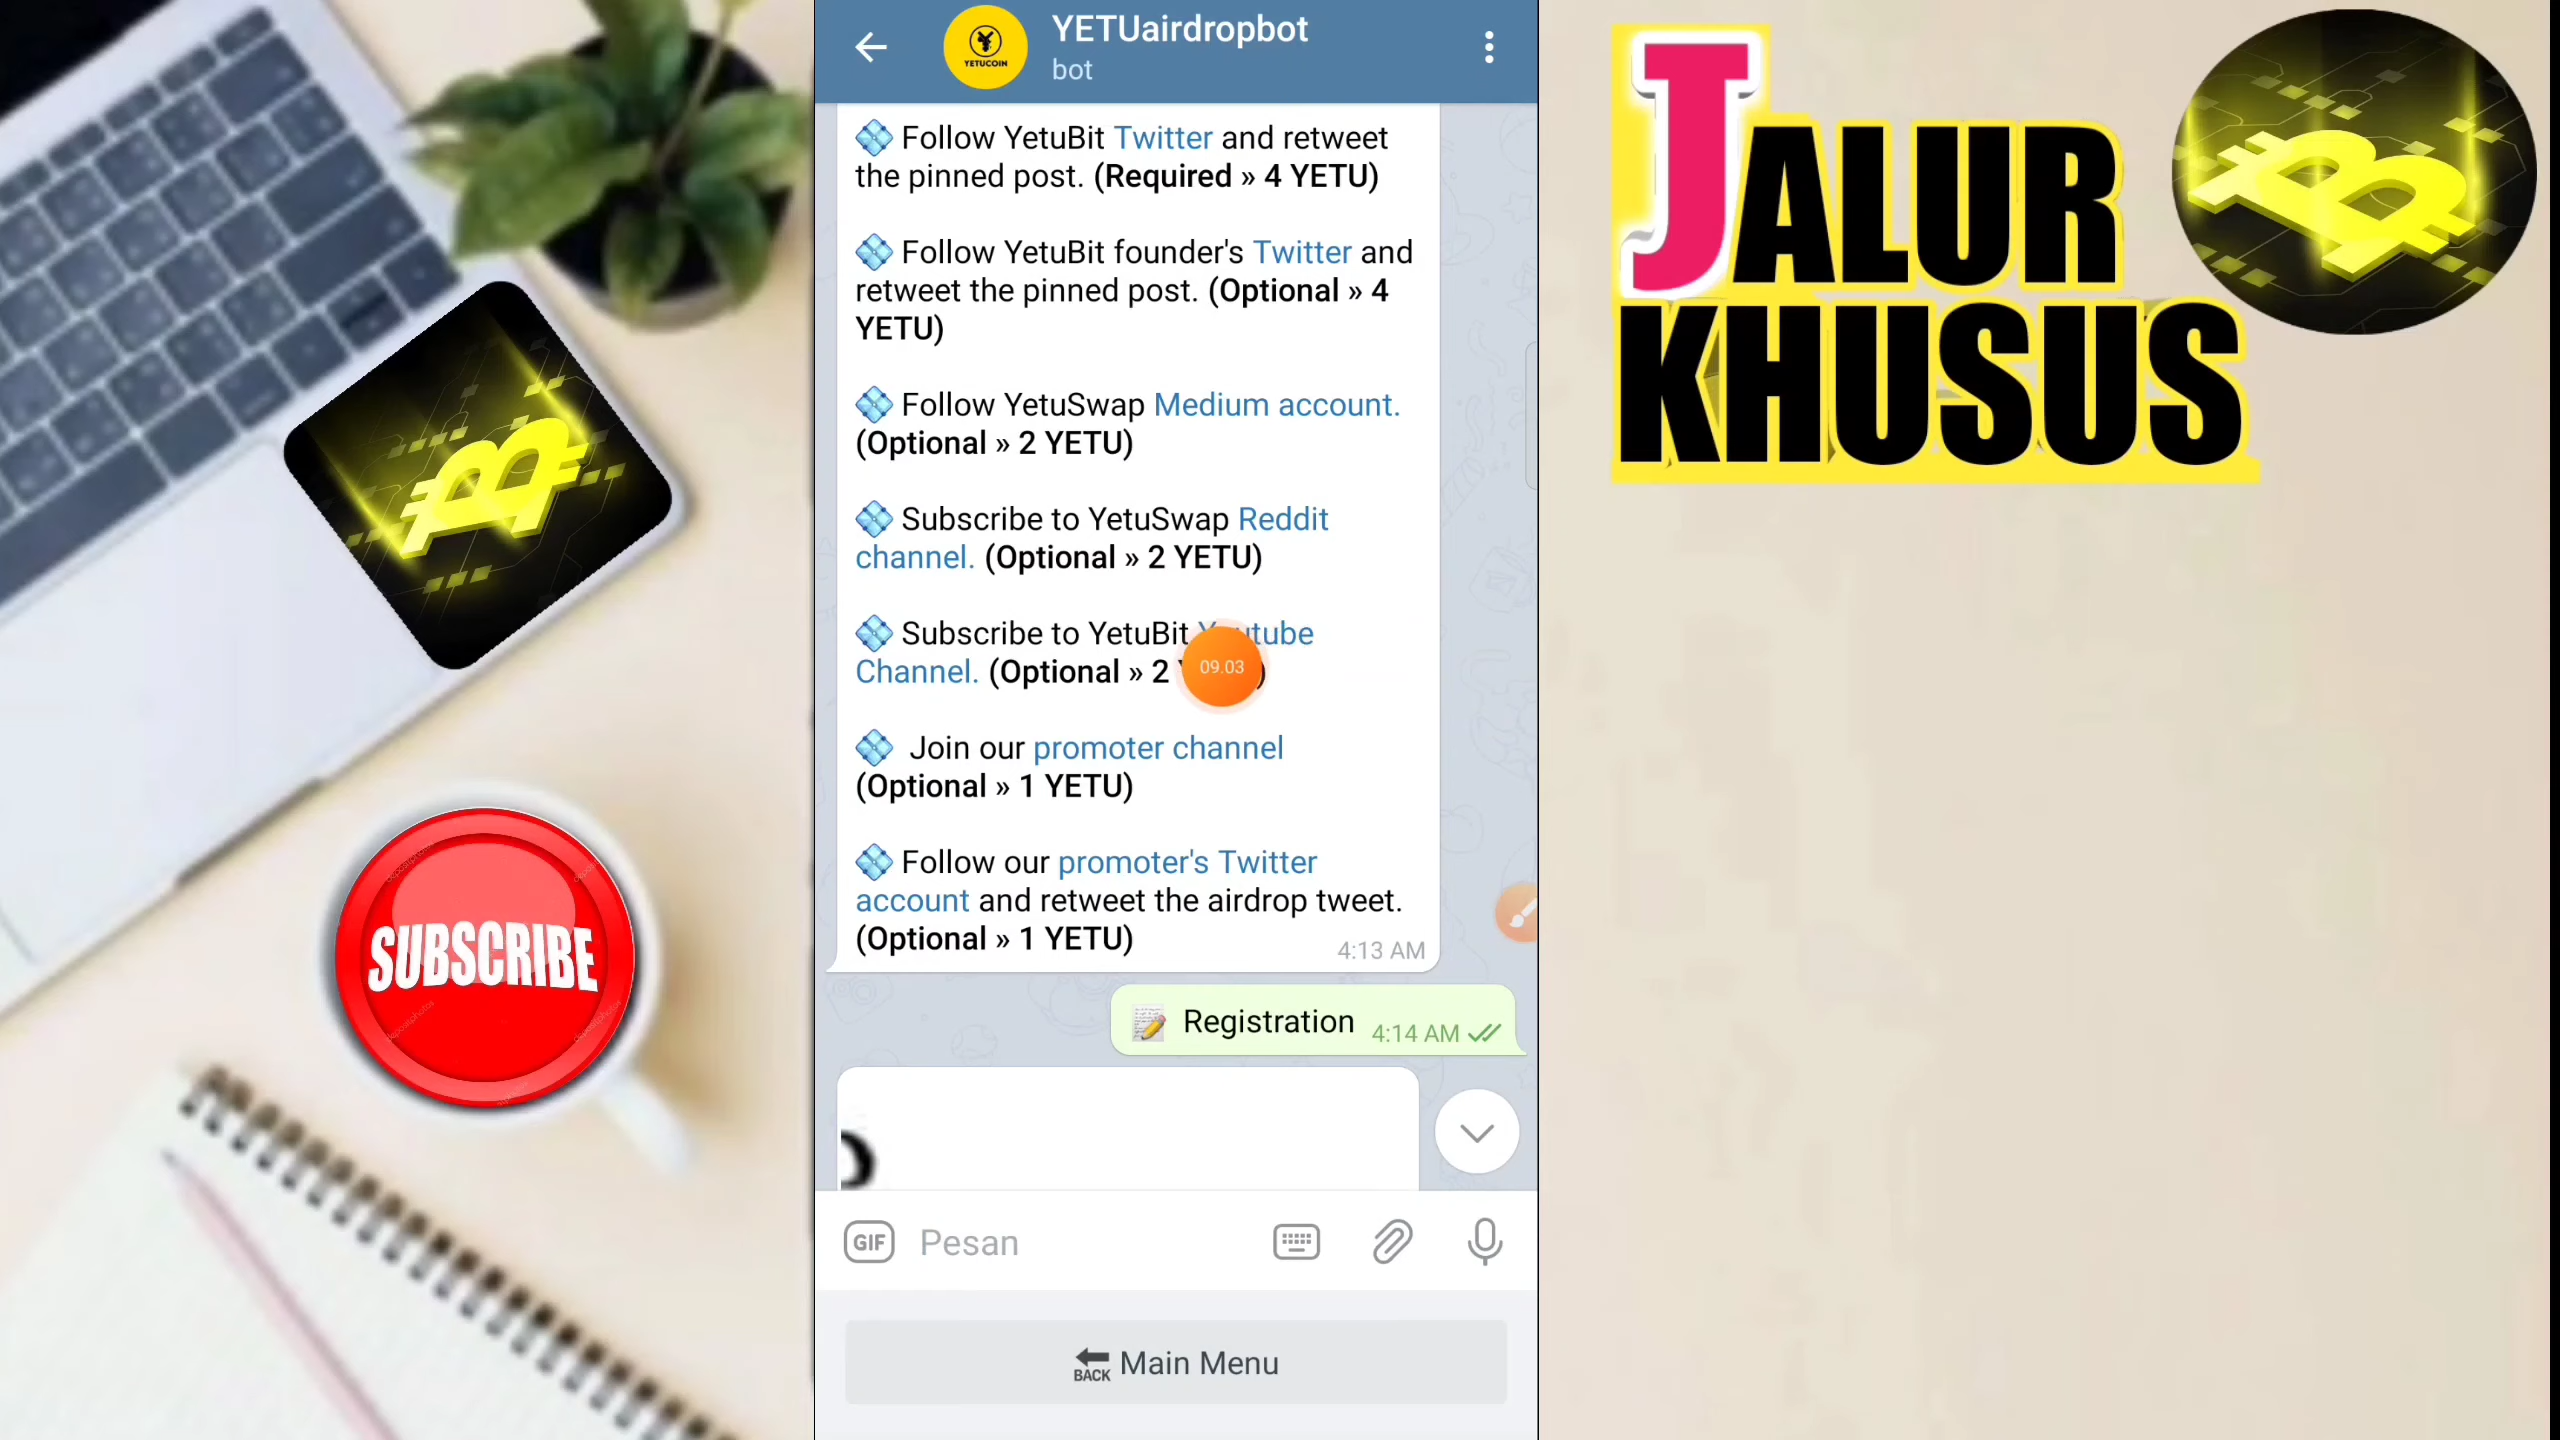 YETUCOIN
YETUairdropbot
bot
Follow YetuBit Twitter and retweet
the pinned post. (Required » 4 YETU)
Follow YetuBit founder's Twitter and
retweet the pinned post. (Optional » 4
YETU)
Follow YetuSwap Medium account.
(Optional » 2 YETU)
Subscribe to YetuSwap Reddit
channel. (Optional » 2 YETU)
Subscribe to YetuBit Youtube
Channel. (Optional » 2 )
09.03
Join our promoter channel
(Optional » 1 YETU)
Follow our promoter's Twitter
account and retweet the airdrop tweet.
(Optional » 1 YETU)
4:13 AM
Registration 4:14 AM
GIF Pesan
BACK Main Menu
JALUR
KHUSUS
SUBSCRIBE